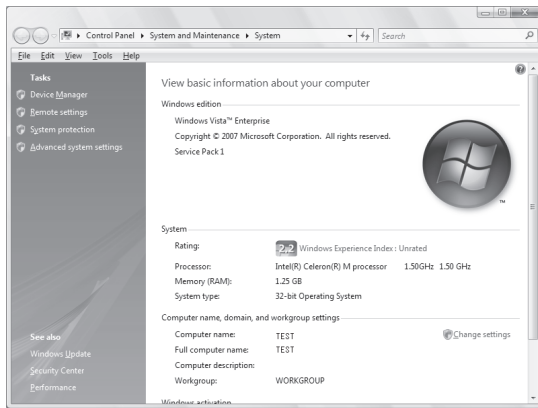 Control Panel ▸ System and Maintenance ▸ System
Search
File Edit View Tools Help
Tasks
Device Manager
Remote settings
System protection
Advanced system settings
See also
Windows Update
Security Center
Performance
View basic information about your computer
Windows edition
Windows Vista™ Enterprise
Copyright © 2007 Microsoft Corporation. All rights reserved.
Service Pack 1
TM
System
Rating: 2,2 Windows Experience Index : Unrated
Processor: Intel(R) Celeron(R) M processor 1.50GHz 1.50 GHz
Memory (RAM): 1.25 GB
System type: 32-bit Operating System
Computer name, domain, and workgroup settings
Computer name: TEST Change settings
Full computer name: TEST
Computer description:
Workgroup: WORKGROUP
Windows activation